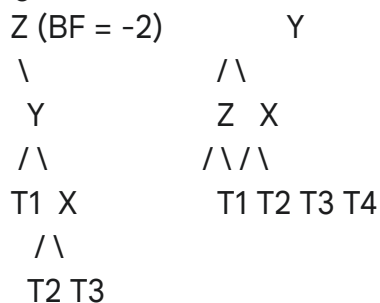 Z (BF = -2)          Y
 \                  / \
  Y                Z   X
 / \              / \ / \
T1  X              T1 T2 T3 T4
   / \
  T2 T3